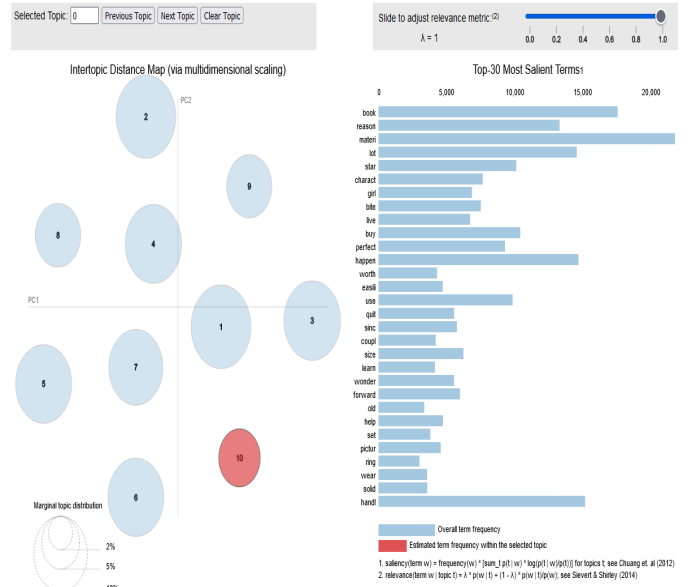 Selected Topic: 0 Previous Topic Next Topic Clear Topic
Slide to adjust relevance metric:(2)
λ = 1
0.0 0.2 0.4 0.6 0.8 1.0
Intertopic Distance Map (via multidimensional scaling)
PC2
PC1
2
9
8
4
1
3
7
5
10
6
Marginal topic distribution
2%
5%
10%
Top-30 Most Salient Terms1
0 5,000 10,000 15,000 20,000
book
reason
materi
lot
star
charact
girl
bite
live
buy
perfect
happen
worth
easili
use
quit
sinc
coupl
size
learn
wonder
forward
old
help
set
pictur
ring
wear
solid
handl
Overall term frequency
Estimated term frequency within the selected topic
1. saliency(term w) = frequency(w) * [sum_t p(t | w) * log(p(t | w)/p(t))] for topics t; see Chuang et. al (2012)
2. relevance(term w | topic t) = λ * p(w | t) + (1 - λ) * p(w | t)/p(w); see Sievert & Shirley (2014)